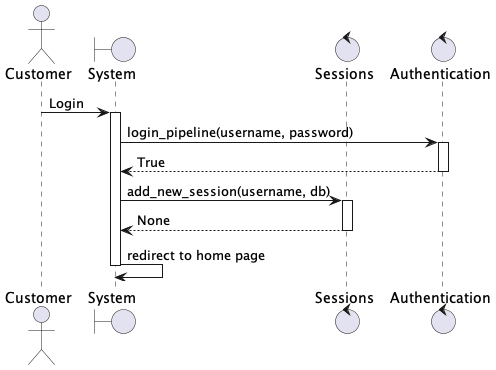 Customer System Sessions Authentication
Login
login_pipeline(username, password)
True
add_new_session(username, db)
None
redirect to home page
Customer System Sessions Authentication